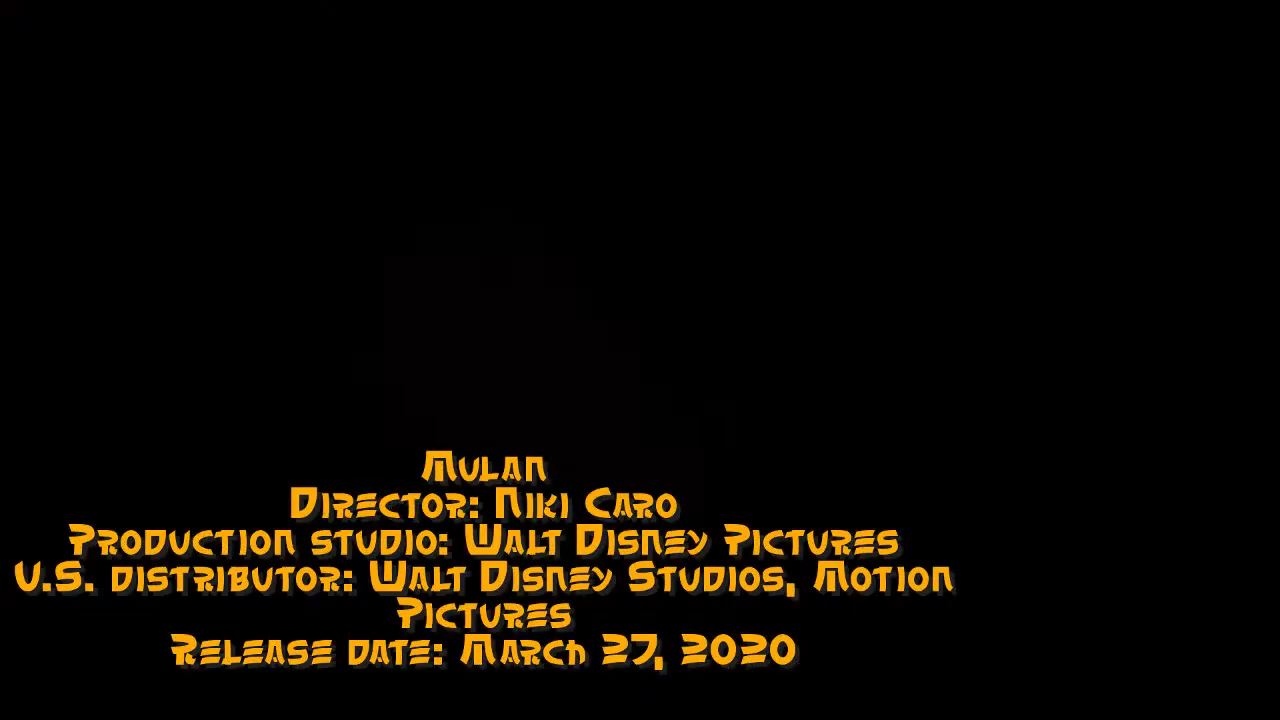 Mulan
Director: Niki Caro
Production studio: Walt Disney Pictures
U.S. distributor: Walt Disney Studios, Motion
Pictures
Release date: March 27, 2020